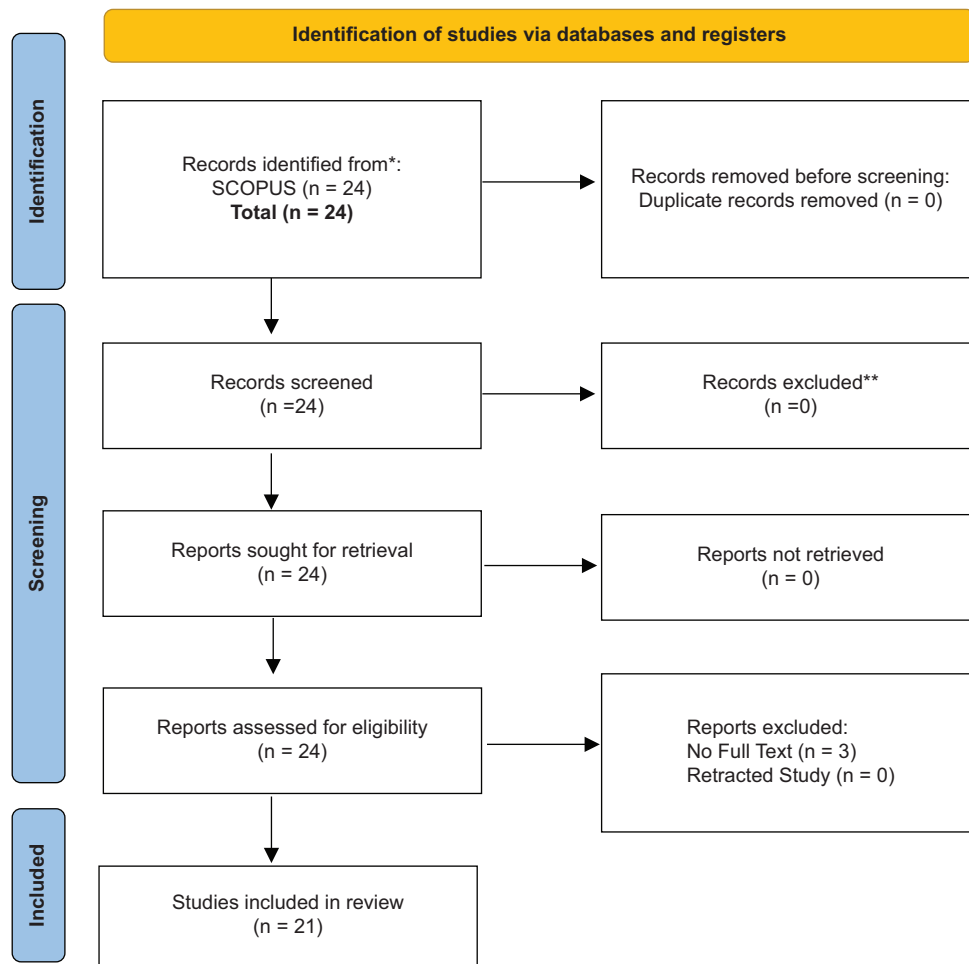 Identification of studies via databases and registers
Identification
Records identified from*:
SCOPUS (n = 24)
Total (n = 24)
Records removed before screening:
Duplicate records removed (n = 0)
Screening
Records screened
(n =24)
Records excluded**
(n =0)
Reports sought for retrieval
(n = 24)
Reports not retrieved
(n = 0)
Reports assessed for eligibility
(n = 24)
Reports excluded:
No Full Text (n = 3)
Retracted Study (n = 0)
Included
Studies included in review
(n = 21)